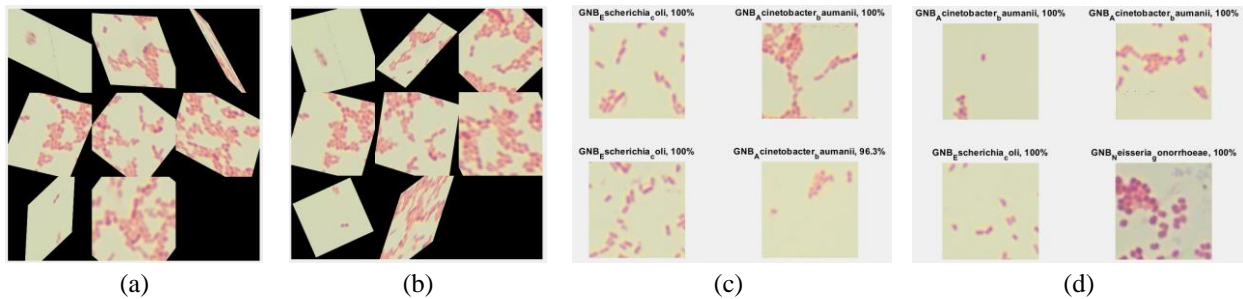 GNB_Escherichia_coli, 100%
GNB_Acinetobacter_baumanii, 100%
GNB_Acinetobacter_baumanii, 100%
GNB_Acinetobacter_baumanii, 100%
GNB_Escherichia_coli, 100%
GNB_Acinetobacter_baumanii, 96.3%
GNB_Escherichia_coli, 100%
GNB_Neisseria_gonorrhoeae, 100%
(a)
(b)
(c)
(d)